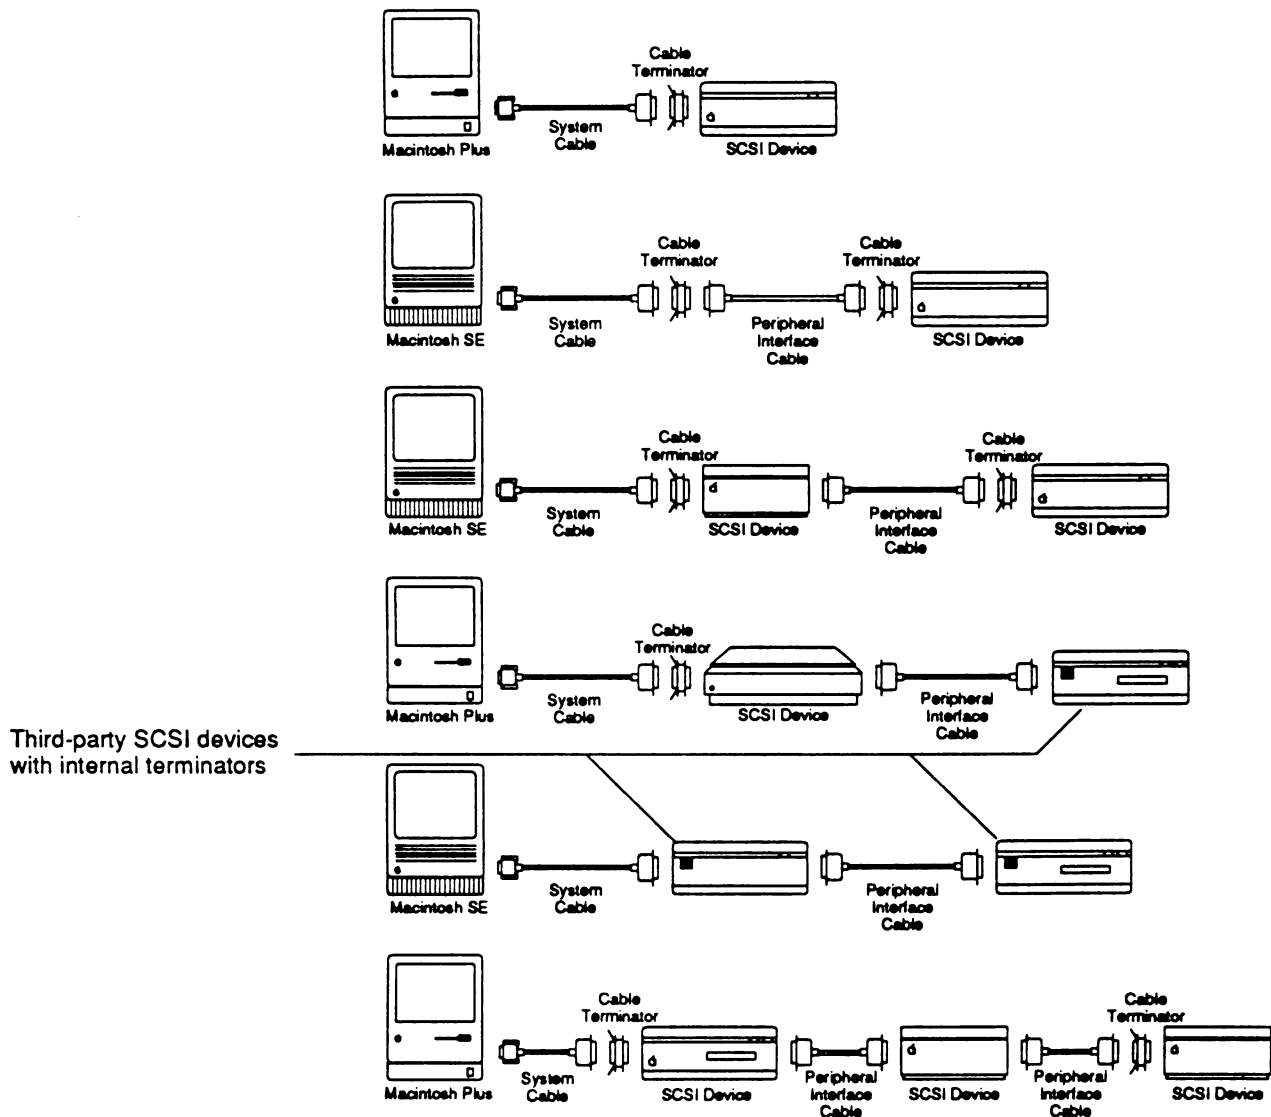 Cable
Terminator
System
Cable
Macintosh Plus
SCSI Device
Cable
Terminator
Cable
Terminator
Macintosh SE
System
Cable
Peripheral
Interface
Cable
SCSI Device
Cable
Terminator
Cable
Terminator
Macintosh SE
System
Cable
SCSI Device
Peripheral
Interface
Cable
SCSI Device
Cable
Terminator
Macintosh Plus
System
Cable
SCSI Device
Peripheral
Interface
Cable
Third-party SCSI devices
with internal terminators
Macintosh SE
System
Cable
Peripheral
Interface
Cable
Cable
Terminator
Cable
Terminator
Macintosh Plus
System
Cable
SCSI Device
Peripheral
Interface
Cable
SCSI Device
Peripheral
Interface
Cable
SCSI Device